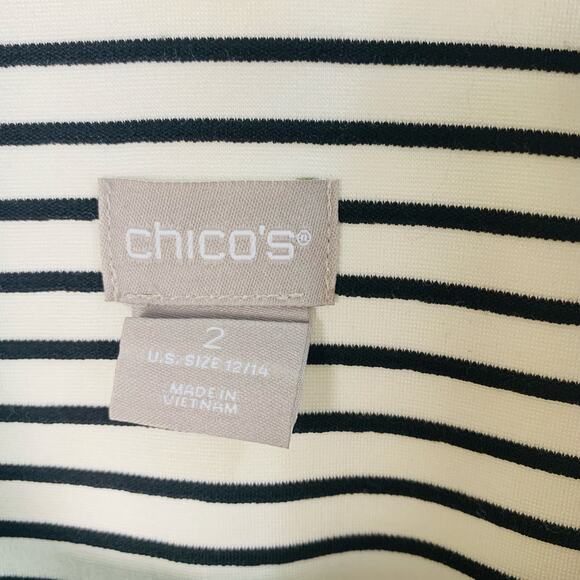 chico's®
2
U.S. SIZE 12/14
MADE IN
VIETNAM